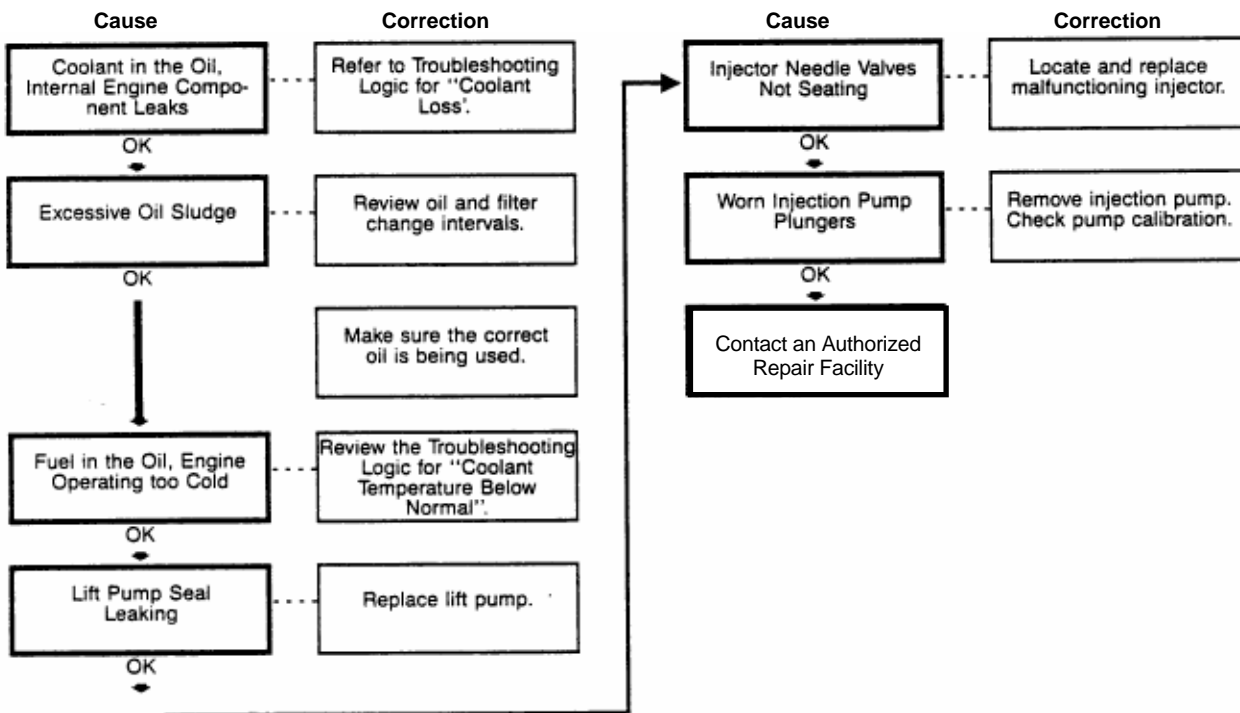 Cause
Correction
Coolant in the Oil,
Internal Engine Compo-
nent Leaks
Refer to Troubleshooting
Logic for "Coolant
Loss'.
OK
Excessive Oil Sludge
Review oil and filter
change intervals.
OK
Make sure the correct
oil is being used.
Fuel in the Oil, Engine
Operating too Cold
Review the Troubleshooting
Logic for "Coolant
Temperature Below
Normal".
OK
Lift Pump Seal
Leaking
Replace lift pump.
OK
Cause
Correction
Injector Needle Valves
Not Seating
Locate and replace
malfunctioning injector.
OK
Worn Injection Pump
Plungers
Remove injection pump.
Check pump calibration.
OK
Contact an Authorized
Repair Facility